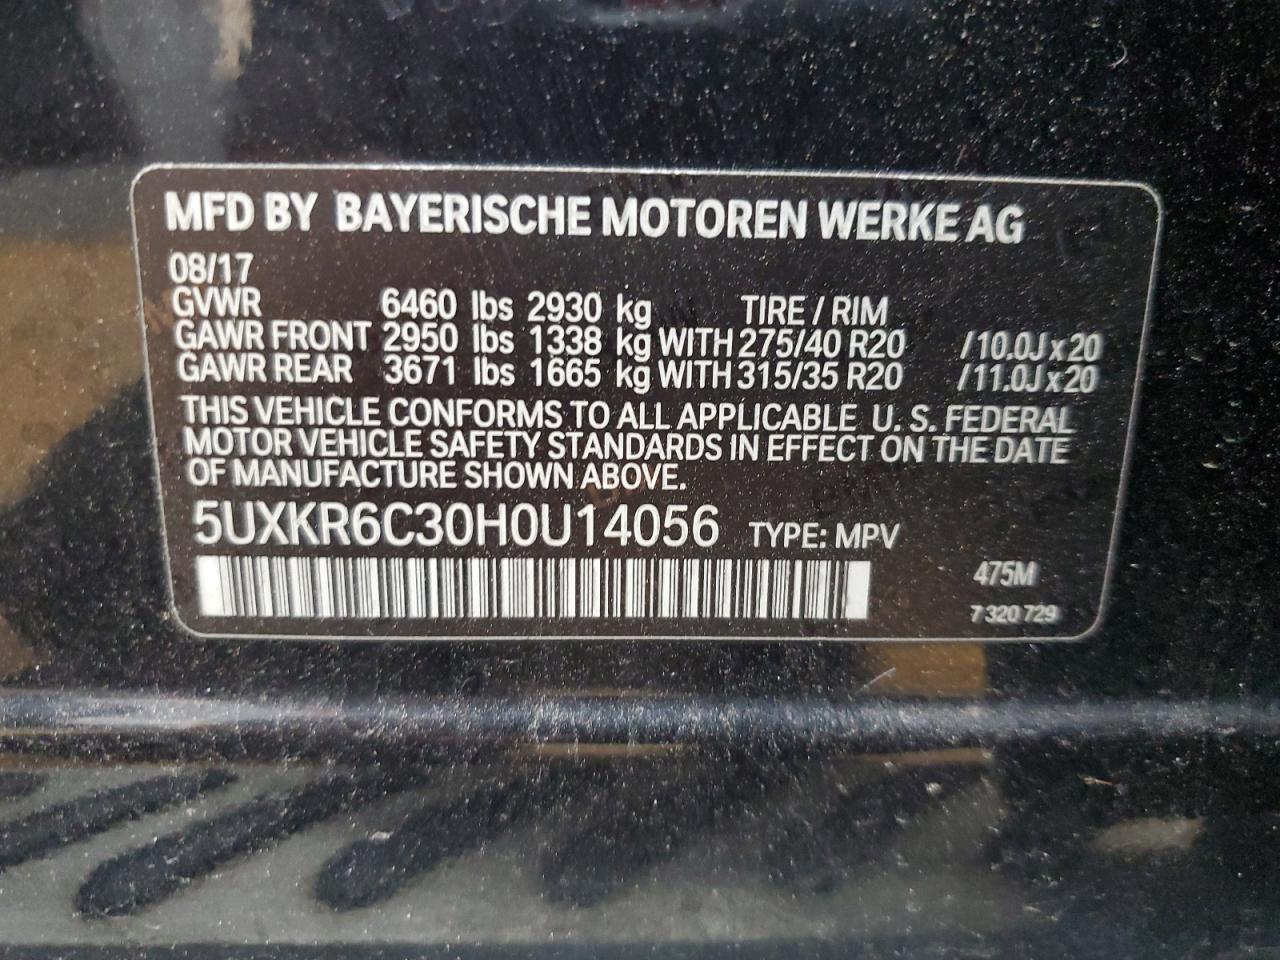 MFD BY BAYERISCHE MOTOREN WERKE AG
08/17
GVWR 6460 lbs 2930 kg TIRE / RIM
GAWR FRONT 2950 lbs 1338 kg WITH 275/40 R20 / 10.0J x 20
GAWR REAR 3671 lbs 1665 kg WITH 315/35 R20 / 11.0J x 20
THIS VEHICLE CONFORMS TO ALL APPLICABLE U. S. FEDERAL
MOTOR VEHICLE SAFETY STANDARDS IN EFFECT ON THE DATE
OF MANUFACTURE SHOWN ABOVE.
5UXKR6C30H0U14056 TYPE: MPV
475M
7 320 729